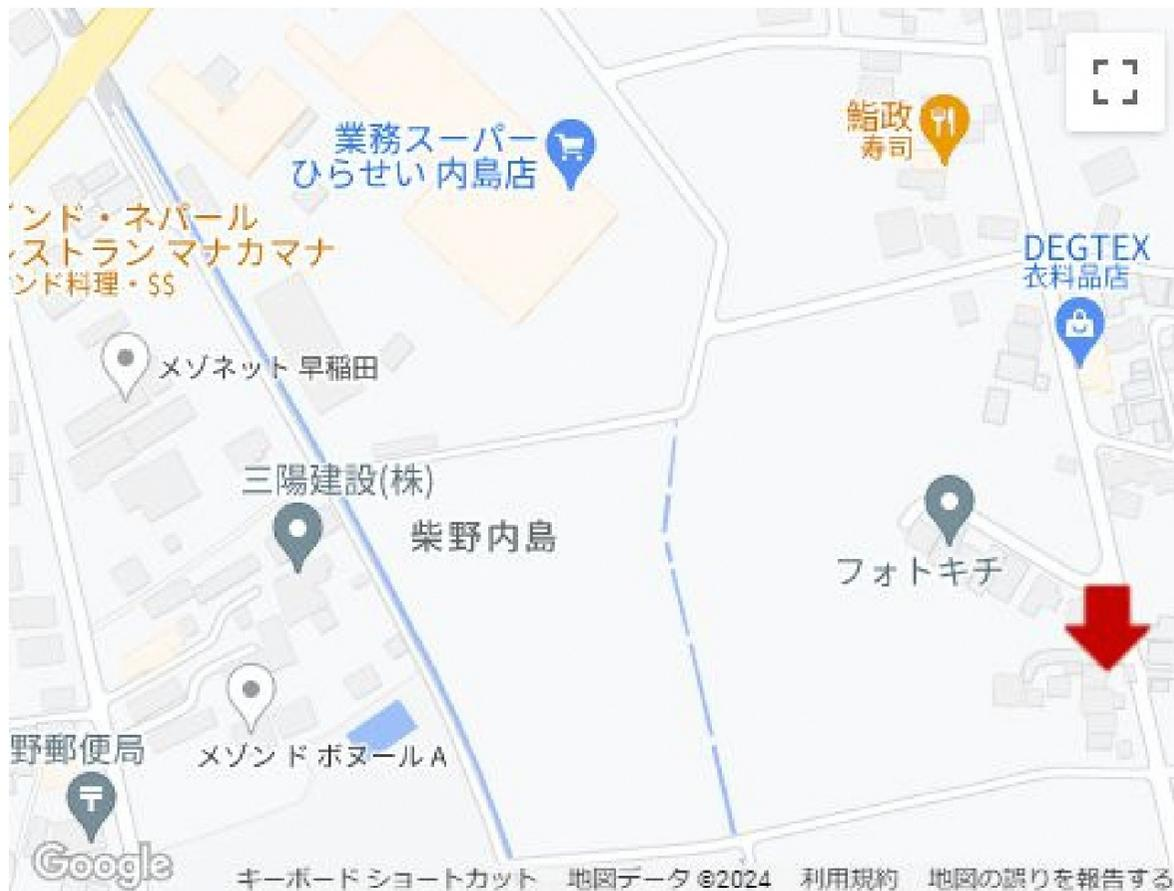 業務スーパー
ひらせい 内島店
鮨政
寿司
ンド・ネパール
ストラン マナカマナ
ンド料理・$$
DEGTEX
衣料品店
メゾネット 早稲田
三陽建設(株)
柴野内島
フォトキチ
野郵便局
メゾン ド ボヌール A
Google
キーボード ショートカット 地図データ ©2024 利用規約 地図の誤りを報告する